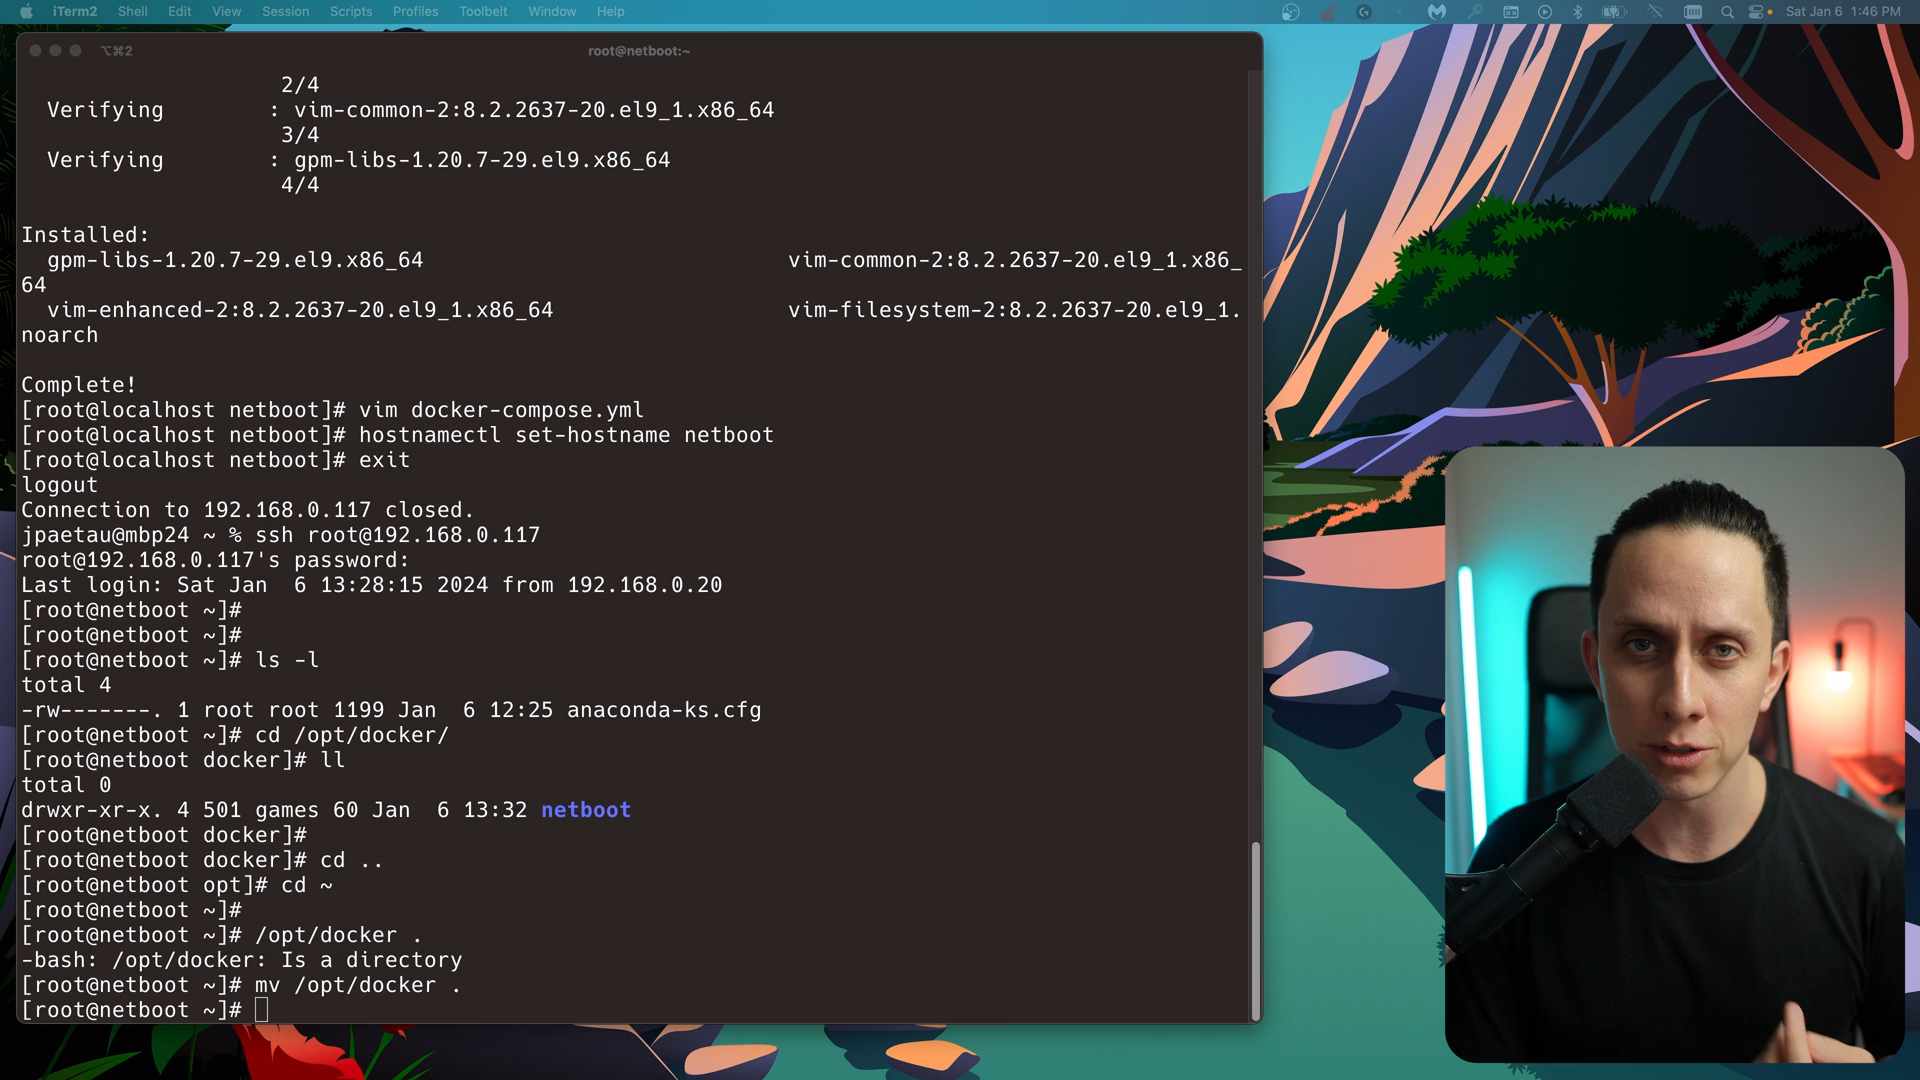 iTerm2 Shell Edit View Session Scripts Profiles Toolbelt Window Help Sat Jan 6 1:46 PM
⌥⌘2 root@netboot:~
2/4
Verifying : vim-common-2:8.2.2637-20.el9_1.x86_64
3/4
Verifying : gpm-libs-1.20.7-29.el9.x86_64
4/4
Installed:
gpm-libs-1.20.7-29.el9.x86_64 vim-common-2:8.2.2637-20.el9_1.x86_
64
vim-enhanced-2:8.2.2637-20.el9_1.x86_64 vim-filesystem-2:8.2.2637-20.el9_1.
noarch
Complete!
[root@localhost netboot]# vim docker-compose.yml
[root@localhost netboot]# hostnamectl set-hostname netboot
[root@localhost netboot]# exit
logout
Connection to 192.168.0.117 closed.
jpaetau@mbp24 ~ % ssh root@192.168.0.117
root@192.168.0.117's password:
Last login: Sat Jan  6 13:28:15 2024 from 192.168.0.20
[root@netboot ~]#
[root@netboot ~]#
[root@netboot ~]# ls -l
total 4
-rw-------. 1 root root 1199 Jan  6 12:25 anaconda-ks.cfg
[root@netboot ~]# cd /opt/docker/
[root@netboot docker]# ll
total 0
drwxr-xr-x. 4 501 games 60 Jan  6 13:32 netboot
[root@netboot docker]#
[root@netboot docker]# cd ..
[root@netboot opt]# cd ~
[root@netboot ~]#
[root@netboot ~]# /opt/docker .
-bash: /opt/docker: Is a directory
[root@netboot ~]# mv /opt/docker .
[root@netboot ~]#